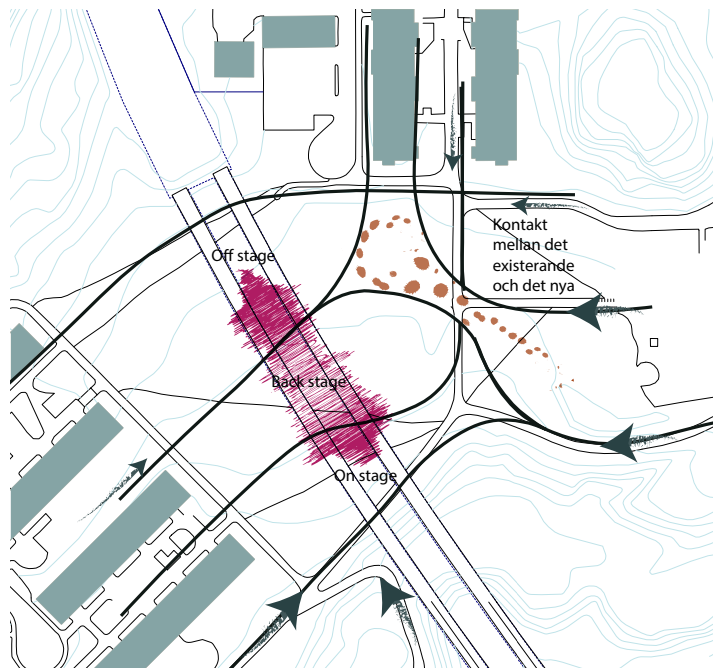 Kontakt
mellan det
existerande
och det nya
Off stage
Back stage
On stage